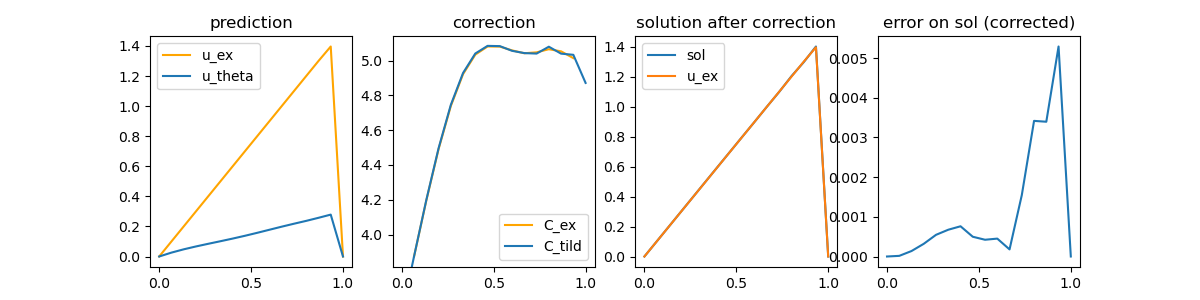 prediction
1.4
1.2
1.0
0.8
0.6
0.4
0.2
0.0
u_ex
u_theta
0.0 0.5 1.0
correction
5.0
4.8
4.6
4.4
4.2
4.0
C_ex
C_tild
0.0 0.5 1.0
solution after correction
1.4
1.2
1.0
0.8
0.6
0.4
0.2
0.0
sol
u_ex
0.0 0.5 1.0
error on sol (corrected)
0.005
0.004
0.003
0.002
0.001
0.000
0.0 0.5 1.0